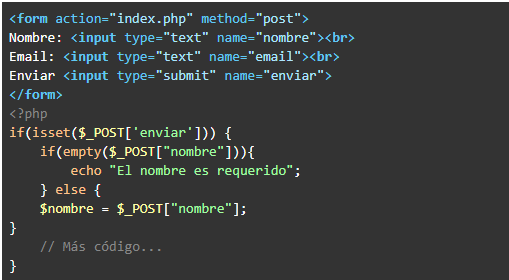 <form action="index.php" method="post">
Nombre: <input type="text" name="nombre"><br>
Email: <input type="text" name="email"><br>
Enviar <input type="submit" name="enviar">
</form>
<?php
if(isset($_POST['enviar'])) {
    if(empty($_POST["nombre"])){
        echo "El nombre es requerido";
    } else {
    $nombre = $_POST["nombre"];
}
    // Más código...
}